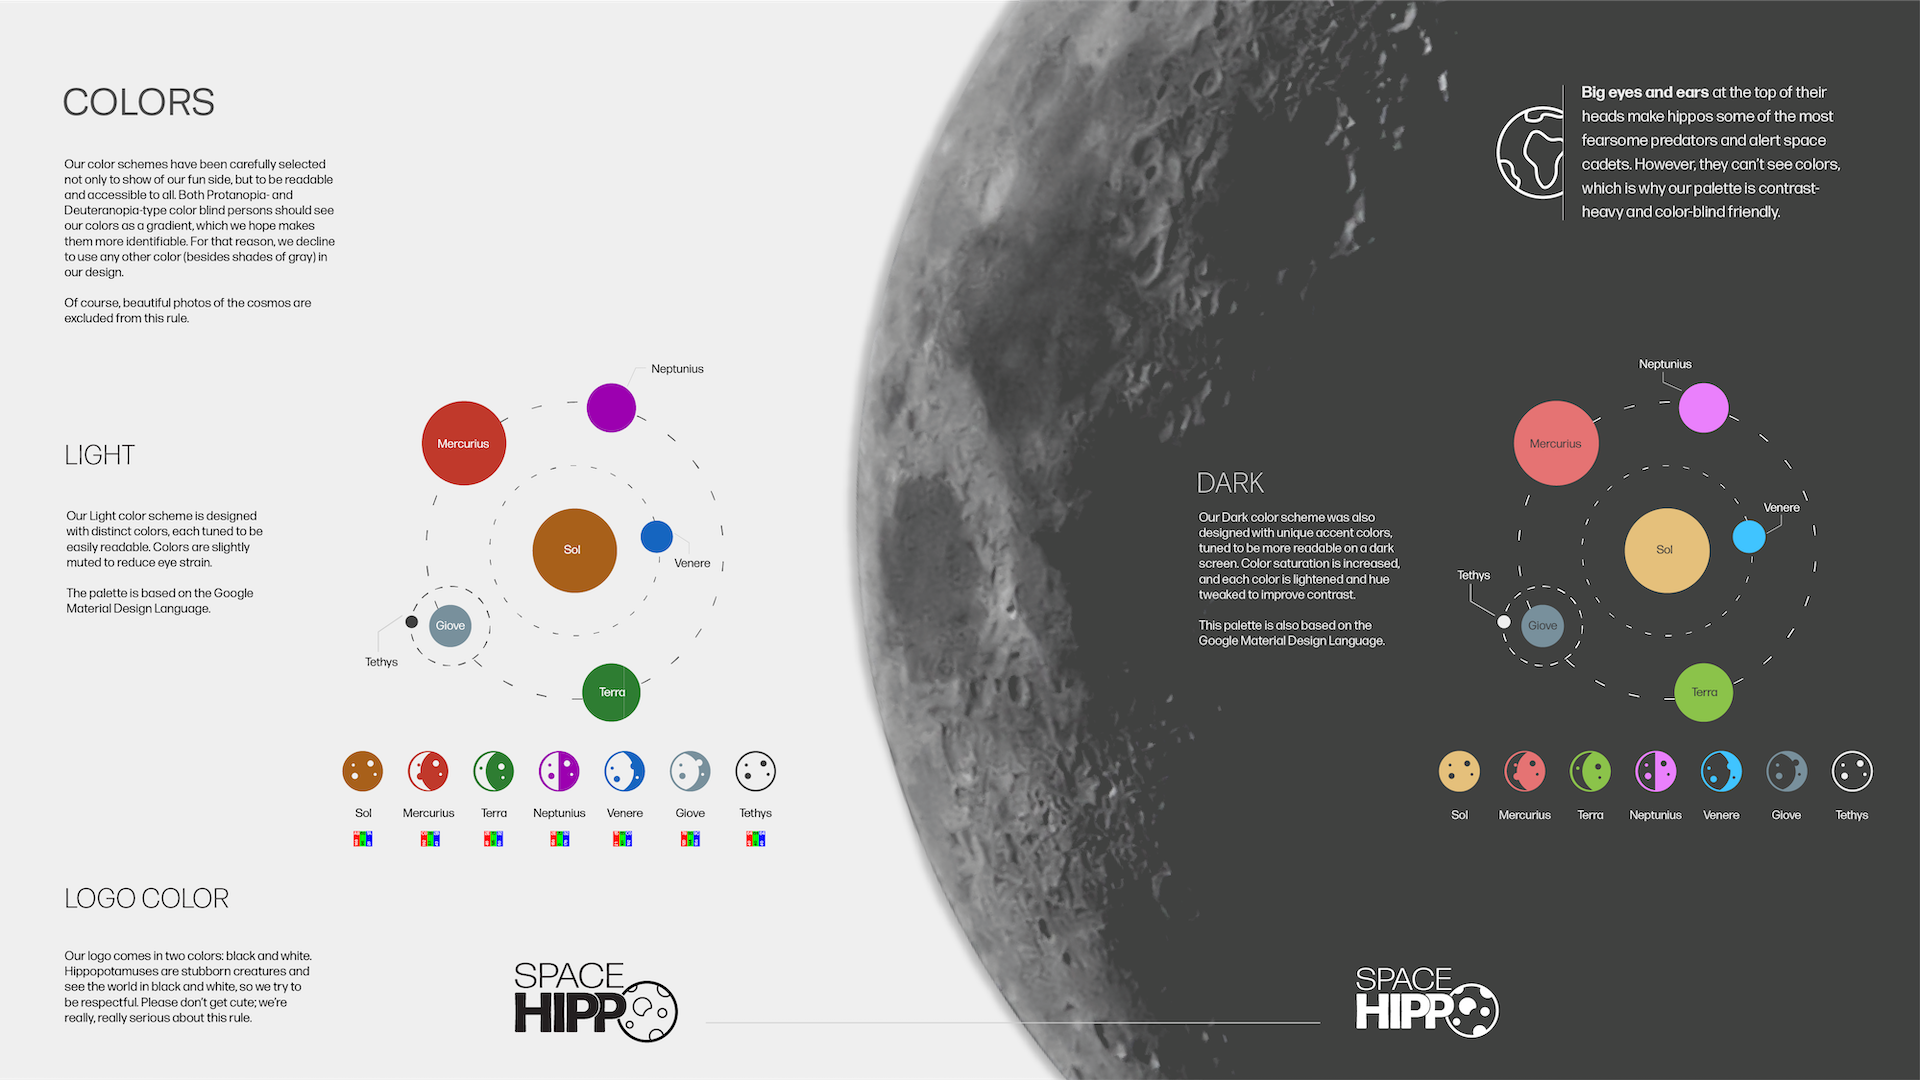 COLORS
Our color schemes have been carefully selected
not only to show of our fun side, but to be readable
and accessible to all. Both Protanopia- and
Deuteranopia-type color blind persons should see
our colors as a gradient, which we hope makes
them more identifiable. For that reason, we decline
to use any other color (besides shades of gray) in
our design.
Of course, beautiful photos of the cosmos are
excluded from this rule.
LIGHT
Our Light color scheme is designed
with distinct colors, each tuned to be
easily readable. Colors are slightly
muted to reduce eye strain.
The palette is based on the Google
Material Design Language.
Neptunius
Mercurius
Sol
Venere
Giove
Tethys
Terra
Sol
Mercurius
Terra
Neptunius
Venere
Giove
Tethys
LOGO COLOR
Our logo comes in two colors: black and white.
Hippopotamuses are stubborn creatures and
see the world in black and white, so we try to
be respectful. Please don't get cute; we're
really, really serious about this rule.
SPACE
HIPPO
Big eyes and ears at the top of their
heads make hippos some of the most
fearsome predators and alert space
cadets. However, they can't see colors,
which is why our palette is contrast-
heavy and color-blind friendly.
DARK
Our Dark color scheme was also
designed with unique accent colors,
tuned to be more readable on a dark
screen. Color saturation is increased,
and each color is lightened and hue
tweaked to improve contrast.
This palette is also based on the
Google Material Design Language.
Neptunius
Mercurius
Venere
Sol
Tethys
Giove
Terra
Sol
Mercurius
Terra
Neptunius
Venere
Giove
Tethys
SPACE
HIPPO